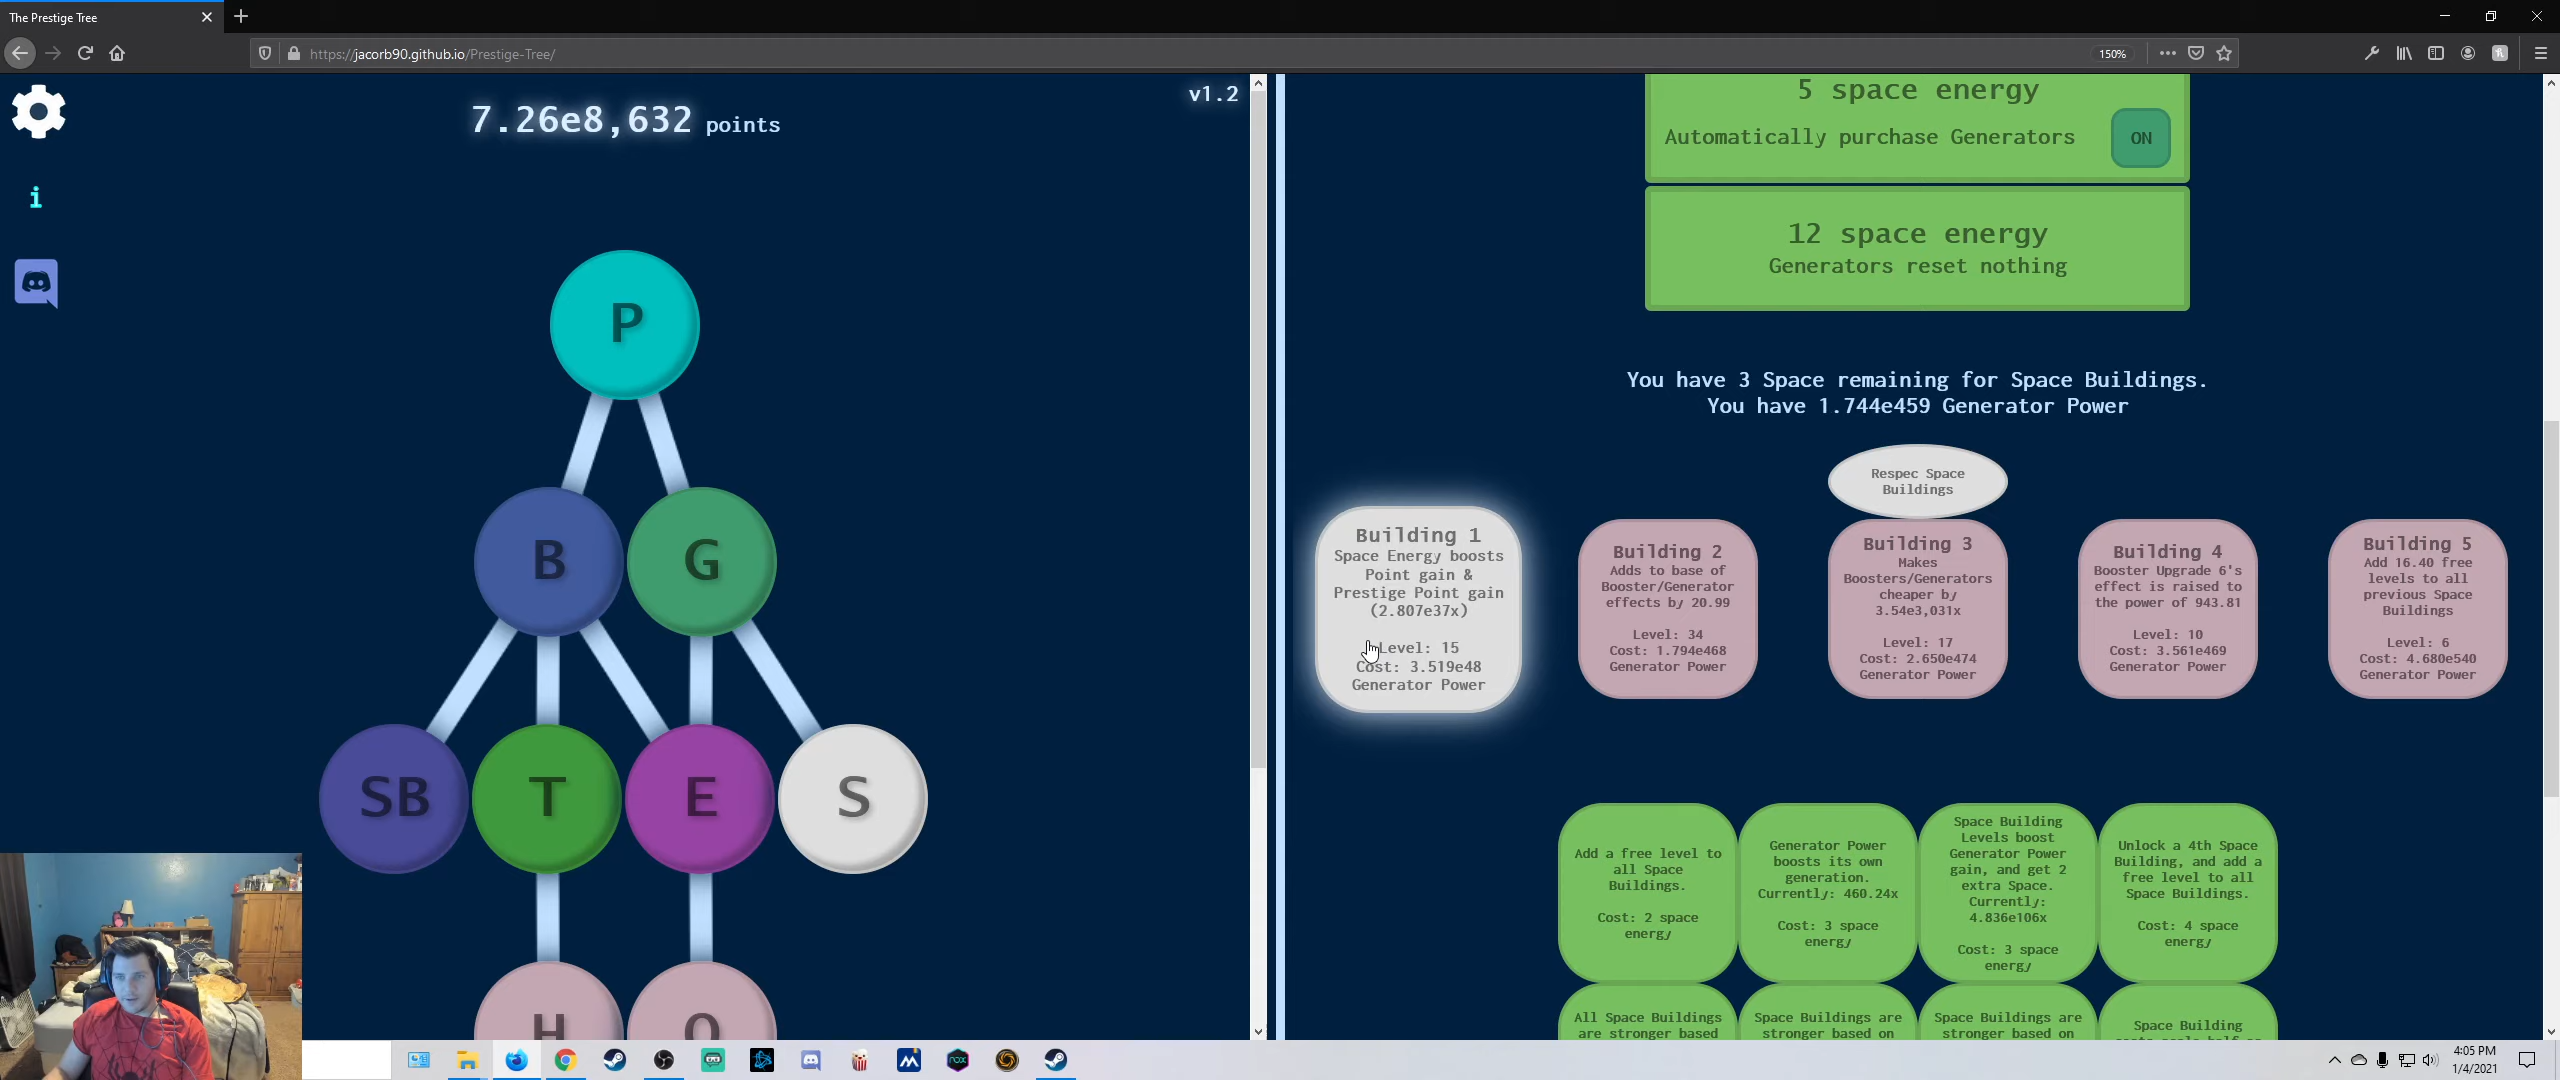 The Prestige Tree
https://jacorb90.github.io/Prestige-Tree/
150%
7.26e8,632 points
v1.2
i
P
B
G
SB
T
E
S
H
Q
5 space energy
Automatically purchase Generators
ON
12 space energy
Generators reset nothing
You have 3 Space remaining for Space Buildings.
You have 1.744e459 Generator Power
Respec Space
Buildings
Building 1
Space Energy boosts
Point gain &
Prestige Point gain
(2.807e37x)
Level: 15
Cost: 3.519e48
Generator Power
Building 2
Adds to base of
Booster/Generator
effects by 20.99
Level: 34
Cost: 1.794e468
Generator Power
Building 3
Makes
Boosters/Generators
cheaper by
3.54e3,031x
Level: 17
Cost: 2.650e474
Generator Power
Building 4
Booster Upgrade 6's
effect is raised to
the power of 943.81
Level: 10
Cost: 3.561e469
Generator Power
Building 5
Add 16.40 free
levels to all
previous Space
Buildings
Level: 6
Cost: 4.680e540
Generator Power
Add a free level to
all Space
Buildings.
Cost: 2 space
energy
Generator Power
boosts its own
generation.
Currently: 460.24x
Cost: 3 space
energy
Space Building
Levels boost
Generator Power
gain, and get 2
extra Space.
Currently:
4.836e106x
Cost: 3 space
energy
Unlock a 4th Space
Building, and add a
free level to all
Space Buildings.
Cost: 4 space
energy
All Space Buildings
are stronger based
Space Buildings are
stronger based on
Space Buildings are
stronger based on
Space Building
4:05 PM
1/4/2021